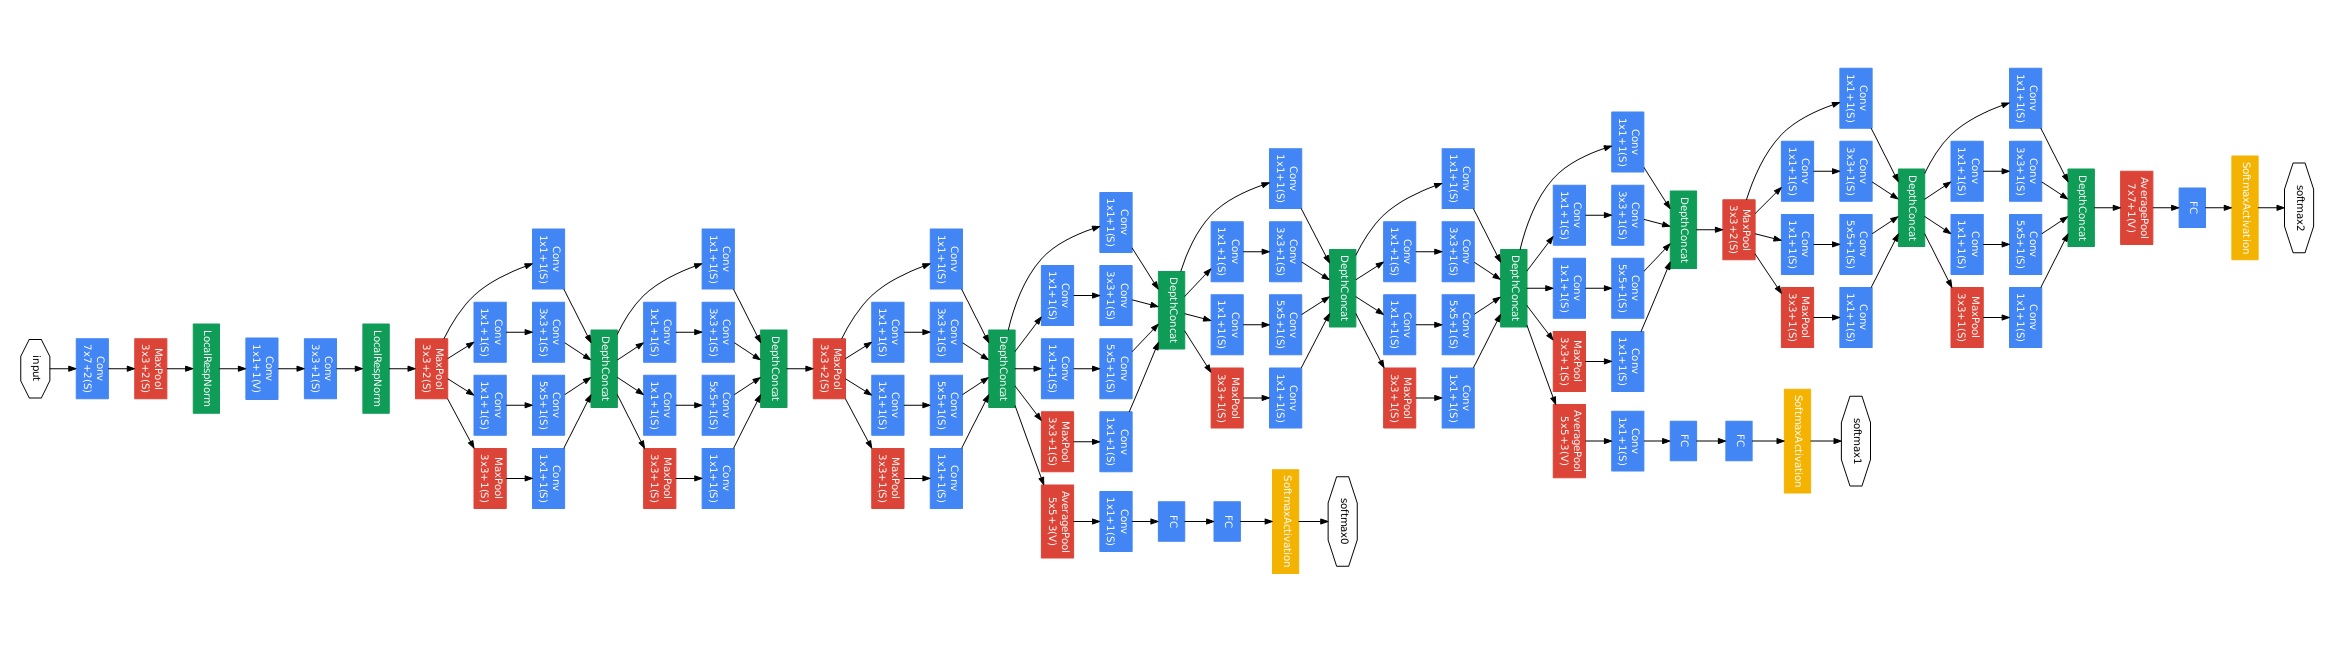 input
Conv
7x7+2(S)
MaxPool
3x3+2(S)
LocalRespNorm
Conv
1x1+1(V)
Conv
3x3+1(S)
LocalRespNorm
MaxPool
3x3+2(S)
Conv
1x1+1(S)
Conv
1x1+1(S)
MaxPool
3x3+1(S)
Conv
1x1+1(S)
Conv
3x3+1(S)
Conv
5x5+1(S)
Conv
1x1+1(S)
DepthConcat
Conv
1x1+1(S)
Conv
1x1+1(S)
MaxPool
3x3+1(S)
Conv
1x1+1(S)
Conv
3x3+1(S)
Conv
5x5+1(S)
Conv
1x1+1(S)
DepthConcat
MaxPool
3x3+2(S)
Conv
1x1+1(S)
Conv
1x1+1(S)
MaxPool
3x3+1(S)
Conv
1x1+1(S)
Conv
3x3+1(S)
Conv
5x5+1(S)
Conv
1x1+1(S)
DepthConcat
Conv
1x1+1(S)
Conv
1x1+1(S)
MaxPool
3x3+1(S)
AveragePool
5x5+3(V)
Conv
1x1+1(S)
Conv
3x3+1(S)
Conv
5x5+1(S)
Conv
1x1+1(S)
Conv
1x1+1(S)
DepthConcat
FC
FC
SoftmaxActivation
softmax0
Conv
1x1+1(S)
Conv
1x1+1(S)
MaxPool
3x3+1(S)
Conv
1x1+1(S)
Conv
3x3+1(S)
Conv
5x5+1(S)
Conv
1x1+1(S)
DepthConcat
Conv
1x1+1(S)
Conv
1x1+1(S)
MaxPool
3x3+1(S)
Conv
1x1+1(S)
Conv
3x3+1(S)
Conv
5x5+1(S)
Conv
1x1+1(S)
DepthConcat
Conv
1x1+1(S)
Conv
1x1+1(S)
MaxPool
3x3+1(S)
AveragePool
5x5+3(V)
Conv
1x1+1(S)
Conv
3x3+1(S)
Conv
5x5+1(S)
Conv
1x1+1(S)
Conv
1x1+1(S)
DepthConcat
FC
FC
SoftmaxActivation
softmax1
MaxPool
3x3+2(S)
Conv
1x1+1(S)
Conv
1x1+1(S)
MaxPool
3x3+1(S)
Conv
1x1+1(S)
Conv
3x3+1(S)
Conv
5x5+1(S)
Conv
1x1+1(S)
DepthConcat
Conv
1x1+1(S)
Conv
1x1+1(S)
MaxPool
3x3+1(S)
Conv
1x1+1(S)
Conv
3x3+1(S)
Conv
5x5+1(S)
Conv
1x1+1(S)
DepthConcat
AveragePool
7x7+1(V)
FC
SoftmaxActivation
softmax2